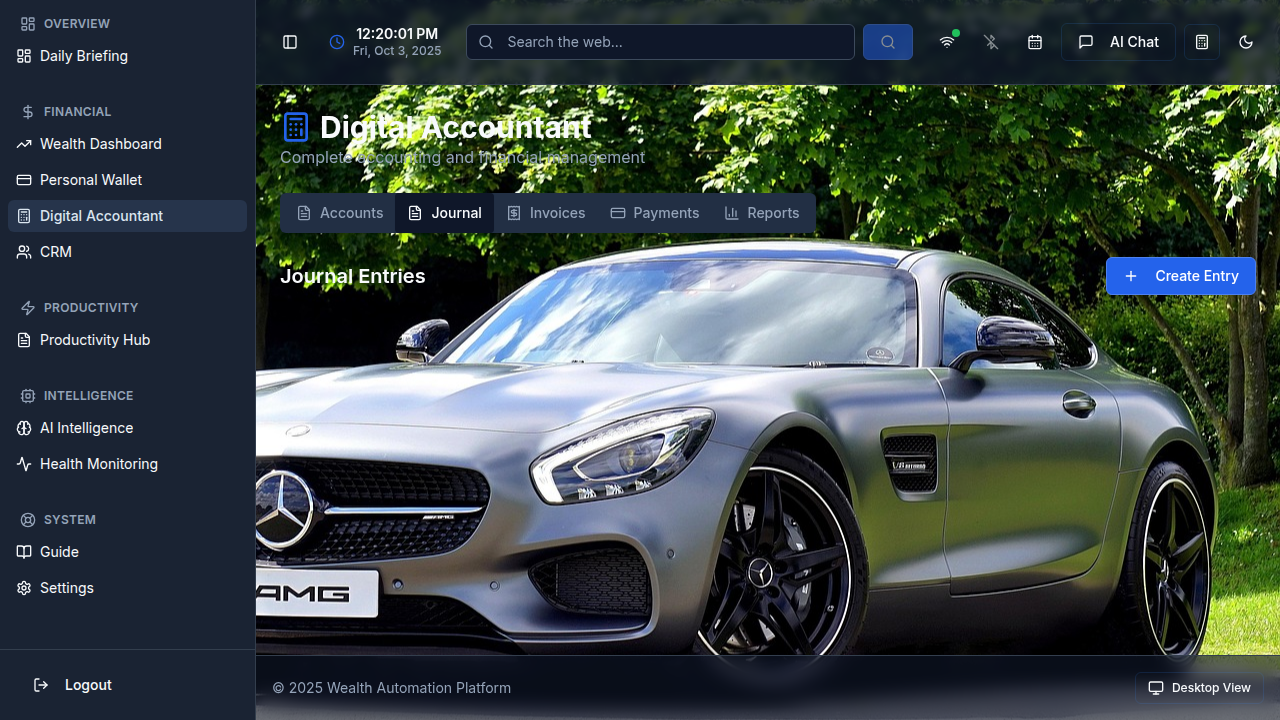 OVERVIEW
Daily Briefing
FINANCIAL
Wealth Dashboard
Personal Wallet
Digital Accountant
CRM
PRODUCTIVITY
Productivity Hub
INTELLIGENCE
AI Intelligence
Health Monitoring
SYSTEM
Guide
Settings
Logout
12:20:01 PM
Fri, Oct 3, 2025
Search the web...
AI Chat
Digital Accountant
Complete accounting and financial management
Accounts
Journal
Invoices
Payments
Reports
Journal Entries
Create Entry
AMG
© 2025 Wealth Automation Platform
Desktop View